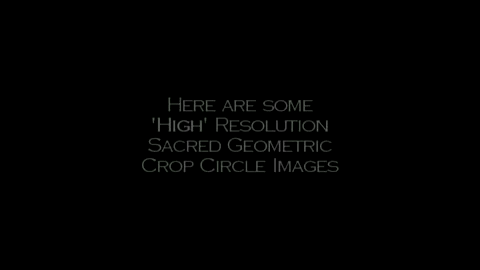 Here are some
'High' Resolution
Sacred Geometric
Crop Circle Images